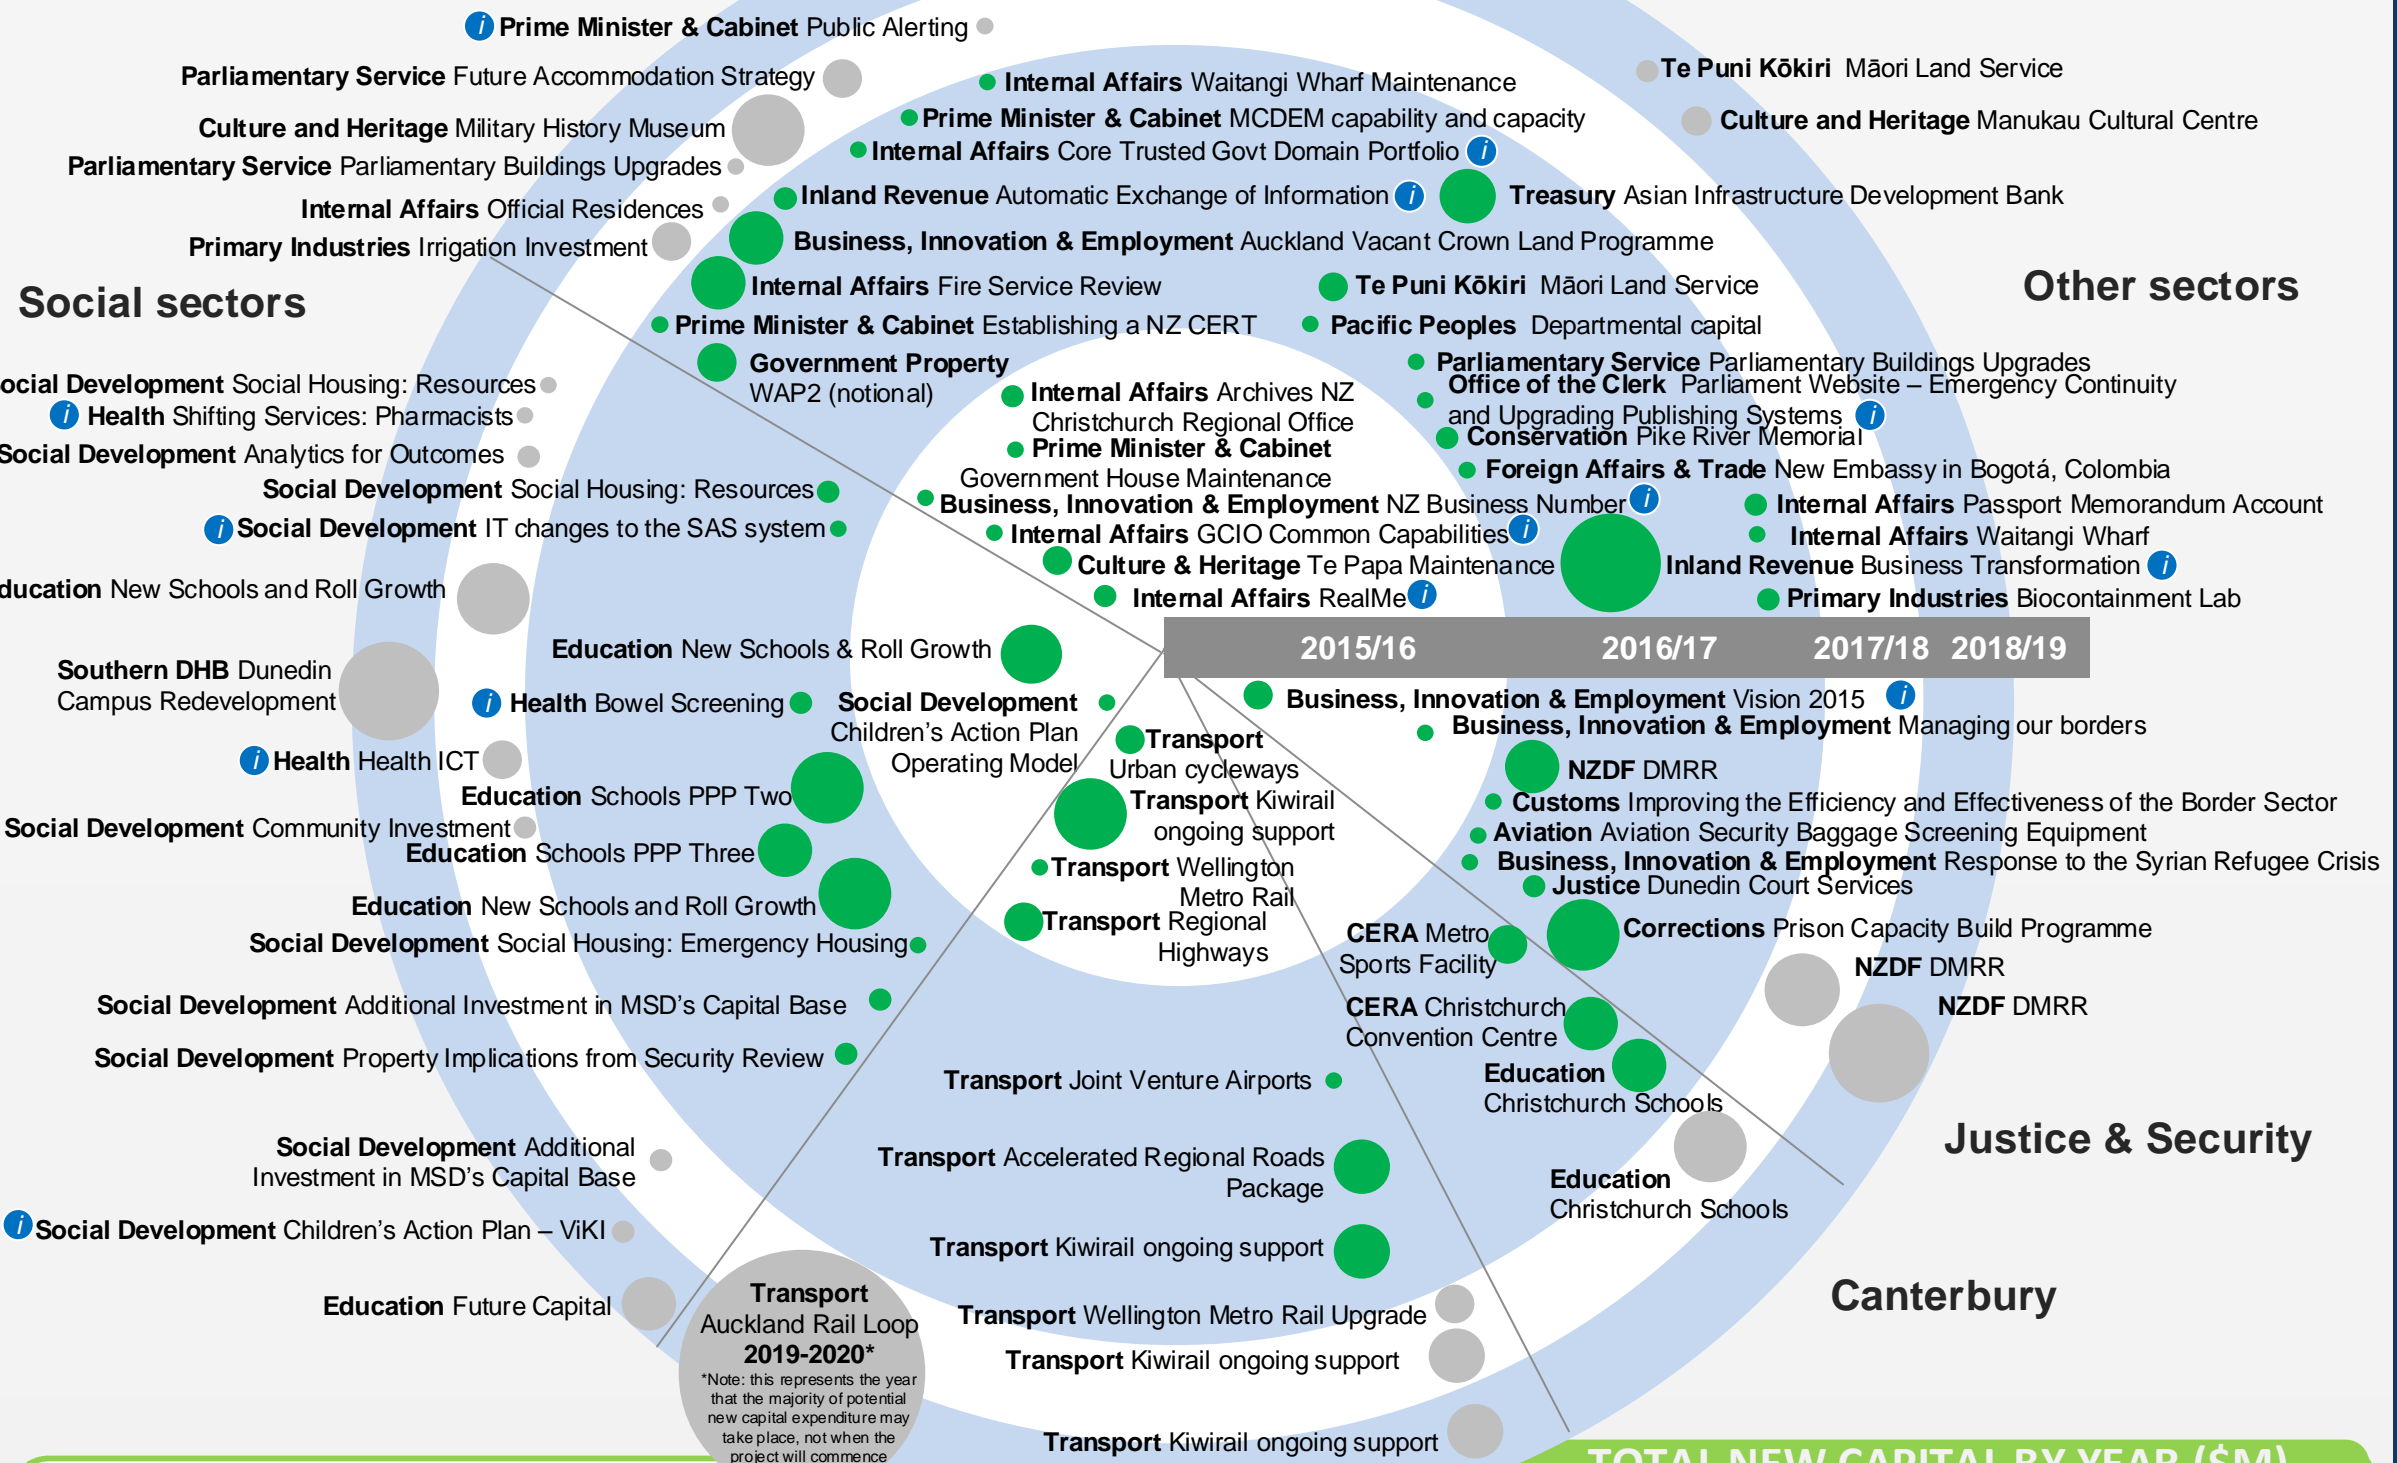 i Prime Minister & Cabinet Public Alerting
Parliamentary Service Future Accommodation Strategy
Culture and Heritage Military History Museum
Parliamentary Service Parliamentary Buildings Upgrades
Internal Affairs Official Residences
Primary Industries Irrigation Investment
Internal Affairs Waitangi Wharf Maintenance
Prime Minister & Cabinet MCDEM capability and capacity
Internal Affairs Core Trusted Govt Domain Portfolio i
Inland Revenue Automatic Exchange of Information i
Treasury Asian Infrastructure Development Bank
Business, Innovation & Employment Auckland Vacant Crown Land Programme
Internal Affairs Fire Service Review
Te Puni Kōkiri Māori Land Service
Prime Minister & Cabinet Establishing a NZ CERT
Pacific Peoples Departmental capital
Government Property
WAP2 (notional)
Te Puni Kōkiri Māori Land Service
Culture and Heritage Manukau Cultural Centre
Other sectors
Parliamentary Service Parliamentary Buildings Upgrades
Office of the Clerk Parliament Website – Emergency Continuity
and Upgrading Publishing Systems i
Conservation Pike River Memorial
Foreign Affairs & Trade New Embassy in Bogotá, Colombia
Internal Affairs Passport Memorandum Account
Internal Affairs Waitangi Wharf
Inland Revenue Business Transformation i
Primary Industries Biocontainment Lab
Internal Affairs Archives NZ
Christchurch Regional Office
Prime Minister & Cabinet
Government House Maintenance
Business, Innovation & Employment NZ Business Number i
Internal Affairs GCIO Common Capabilities i
Culture & Heritage Te Papa Maintenance
Internal Affairs RealMe i
2015/16 2016/17 2017/18 2018/19
Social sectors
ocial Development Social Housing: Resources
i Health Shifting Services: Pharmacists
Social Development Analytics for Outcomes
Social Development Social Housing: Resources
i Social Development IT changes to the SAS system
ducation New Schools and Roll Growth
Education New Schools & Roll Growth
Southern DHB Dunedin
Campus Redevelopment
i Health Bowel Screening
Social Development
Children's Action Plan
Operating Model
i Health Health ICT
Education Schools PPP Two
Social Development Community Investment
Education Schools PPP Three
Education New Schools and Roll Growth
Social Development Social Housing: Emergency Housing
Social Development Additional Investment in MSD's Capital Base
Social Development Property Implications from Security Review
Social Development Additional
Investment in MSD's Capital Base
i Social Development Children's Action Plan – ViKI
Education Future Capital
Transport
Urban cycleways
Transport Kiwirail
ongoing support
Transport Wellington
Metro Rail
Transport Regional
Highways
Transport Joint Venture Airports
Transport Accelerated Regional Roads
Package
Transport Kiwirail ongoing support
Transport Wellington Metro Rail Upgrade
Transport Kiwirail ongoing support
Transport Kiwirail ongoing support
Transport
Auckland Rail Loop
2019-2020*
*Note: this represents the year
that the majority of potential
new capital expenditure may
take place, not when the
project will commence
Business, Innovation & Employment Vision 2015 i
Business, Innovation & Employment Managing our borders
NZDF DMRR
Customs Improving the Efficiency and Effectiveness of the Border Sector
Aviation Aviation Security Baggage Screening Equipment
Business, Innovation & Employment Response to the Syrian Refugee Crisis
Justice Dunedin Court Services
Corrections Prison Capacity Build Programme
NZDF DMRR
NZDF DMRR
Justice & Security
CERA Metro
Sports Facility
CERA Christchurch
Convention Centre
Education
Christchurch Schools
Education
Christchurch Schools
Canterbury
TOTAL NEW CAPITAL BY YEAR ($M)